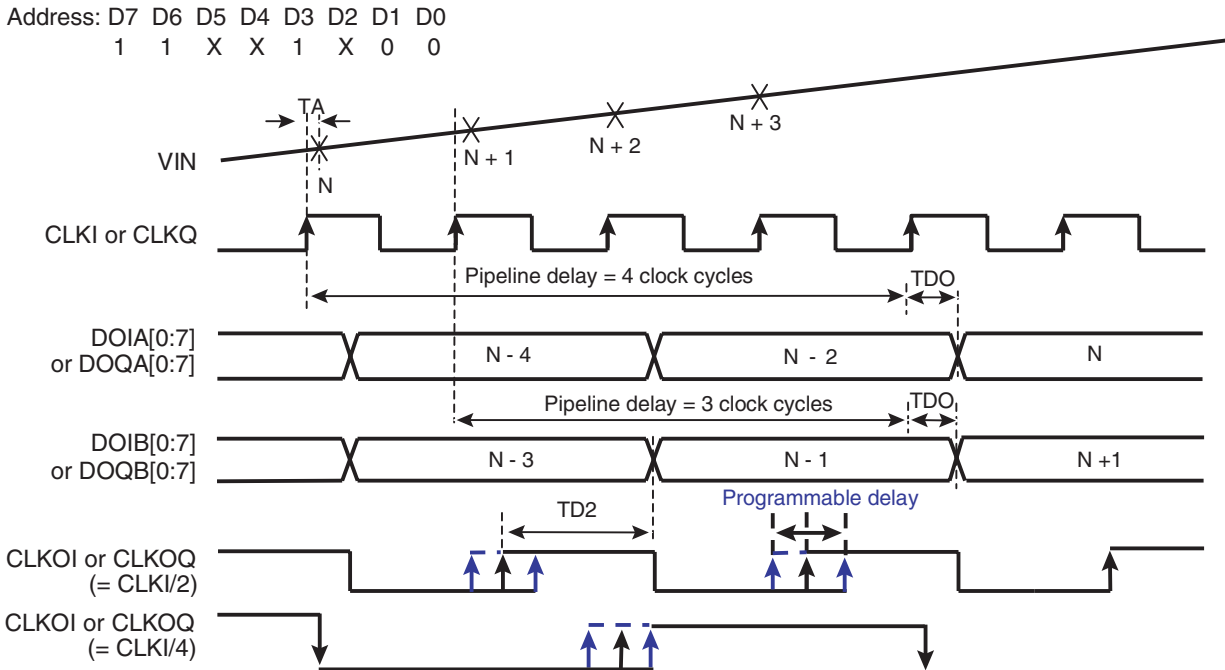 Address: D7 D6 D5 D4 D3 D2 D1 D0
1 1 X X 1 X 0 0
TA
VIN
N
N + 1
N + 2
N + 3
CLKI or CLKQ
Pipeline delay = 4 clock cycles
TDO
DOIA[0:7]
or DOQA[0:7]
N - 4
N - 2
N
Pipeline delay = 3 clock cycles
TDO
DOIB[0:7]
or DOQB[0:7]
N - 3
N - 1
N +1
TD2
Programmable delay
CLKOI or CLKOQ
(= CLKI/2)
CLKOI or CLKOQ
(= CLKI/4)